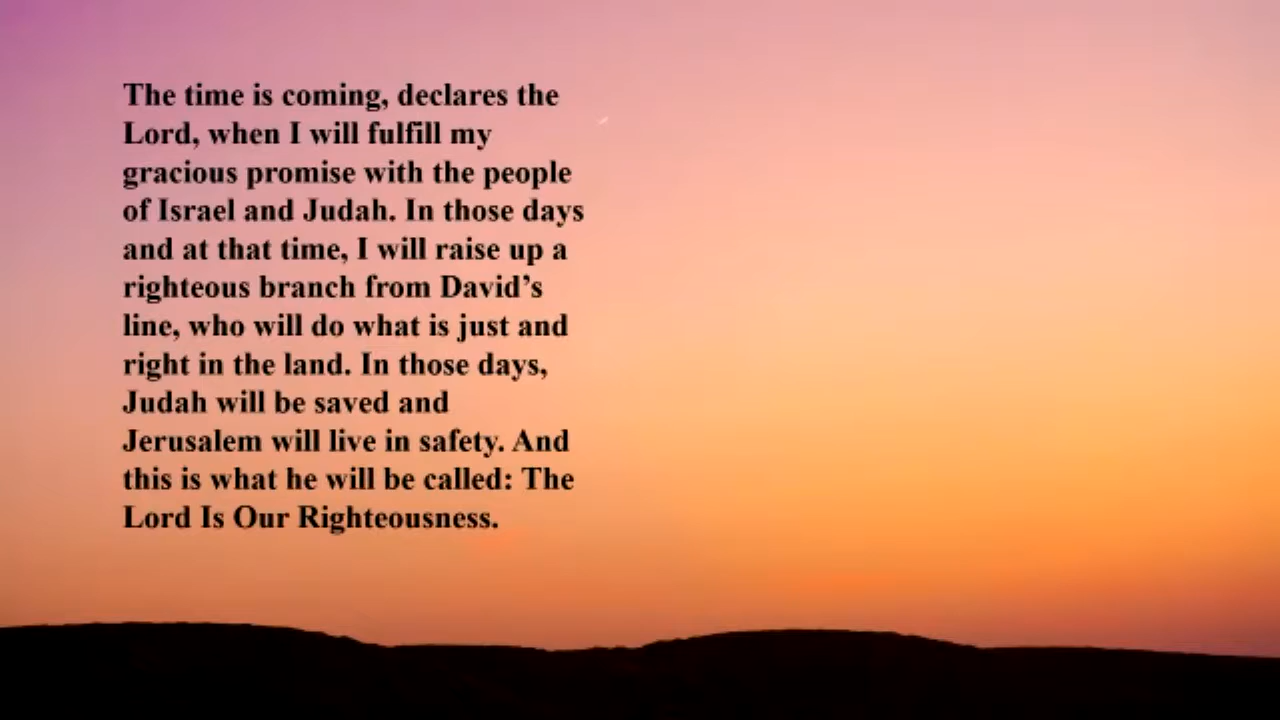 The time is coming, declares the
Lord, when I will fulfill my
gracious promise with the people
of Israel and Judah. In those days
and at that time, I will raise up a
righteous branch from David’s
line, who will do what is just and
right in the land. In those days,
Judah will be saved and
Jerusalem will live in safety. And
this is what he will be called: The
Lord Is Our Righteousness.